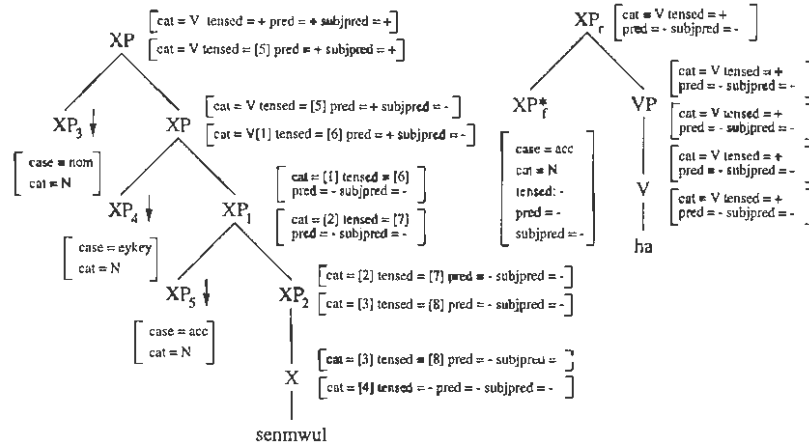 XP
[ cat = V tensed = + pred = + subjpred = + ]
[ cat = V tensed = [5] pred = + subjpred = + ]
XP3 ↓
[ case = nom
cat = N ]
XP
[ cat = V tensed = [5] pred = + subjpred = - ]
[ cat = V[1] tensed = [6] pred = + subjpred = - ]
XP4 ↓
[ case = eykey
cat = N ]
XP1
[ cat = [1] tensed = [6]
pred = - subjpred = - ]
[ cat = [2] tensed = [7]
pred = - subjpred = - ]
XP5 ↓
[ case = acc
cat = N ]
XP2
[ cat = [2] tensed = [7] pred = - subjpred = - ]
[ cat = [3] tensed = [8] pred = - subjpred = - ]
X
[ cat = [3] tensed = [8] pred = - subjpred = - ]
[ cat = [4] tensed = - pred = - subjpred = - ]
senmwul
XPr
[ cat = V tensed = +
pred = - subjpred = - ]
XP*f
[ case = acc
cat = N
tensed: -
pred = -
subjpred = - ]
VP
[ cat = V tensed = +
pred = - subjpred = - ]
[ cat = V tensed = +
pred = - subjpred = - ]
V
[ cat = V tensed = +
pred = - subjpred = - ]
[ cat = V tensed = +
pred = - subjpred = - ]
ha